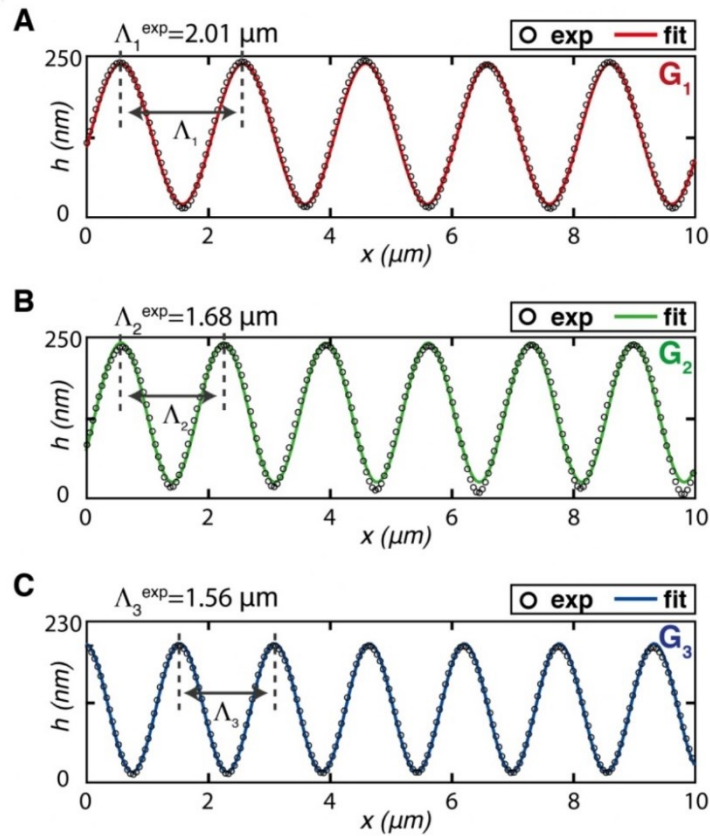 A
Λ₁ᵉˣᵖ=2.01 μm
exp fit
250
G₁
h (nm)
Λ₁
0
0 2 4 6 8 10
x (μm)
B
Λ₂ᵉˣᵖ=1.68 μm
exp fit
250
G₂
h (nm)
Λ₂
0
0 2 4 6 8 10
x (μm)
C
Λ₃ᵉˣᵖ=1.56 μm
exp fit
230
G₃
h (nm)
Λ₃
0
0 2 4 6 8 10
x (μm)